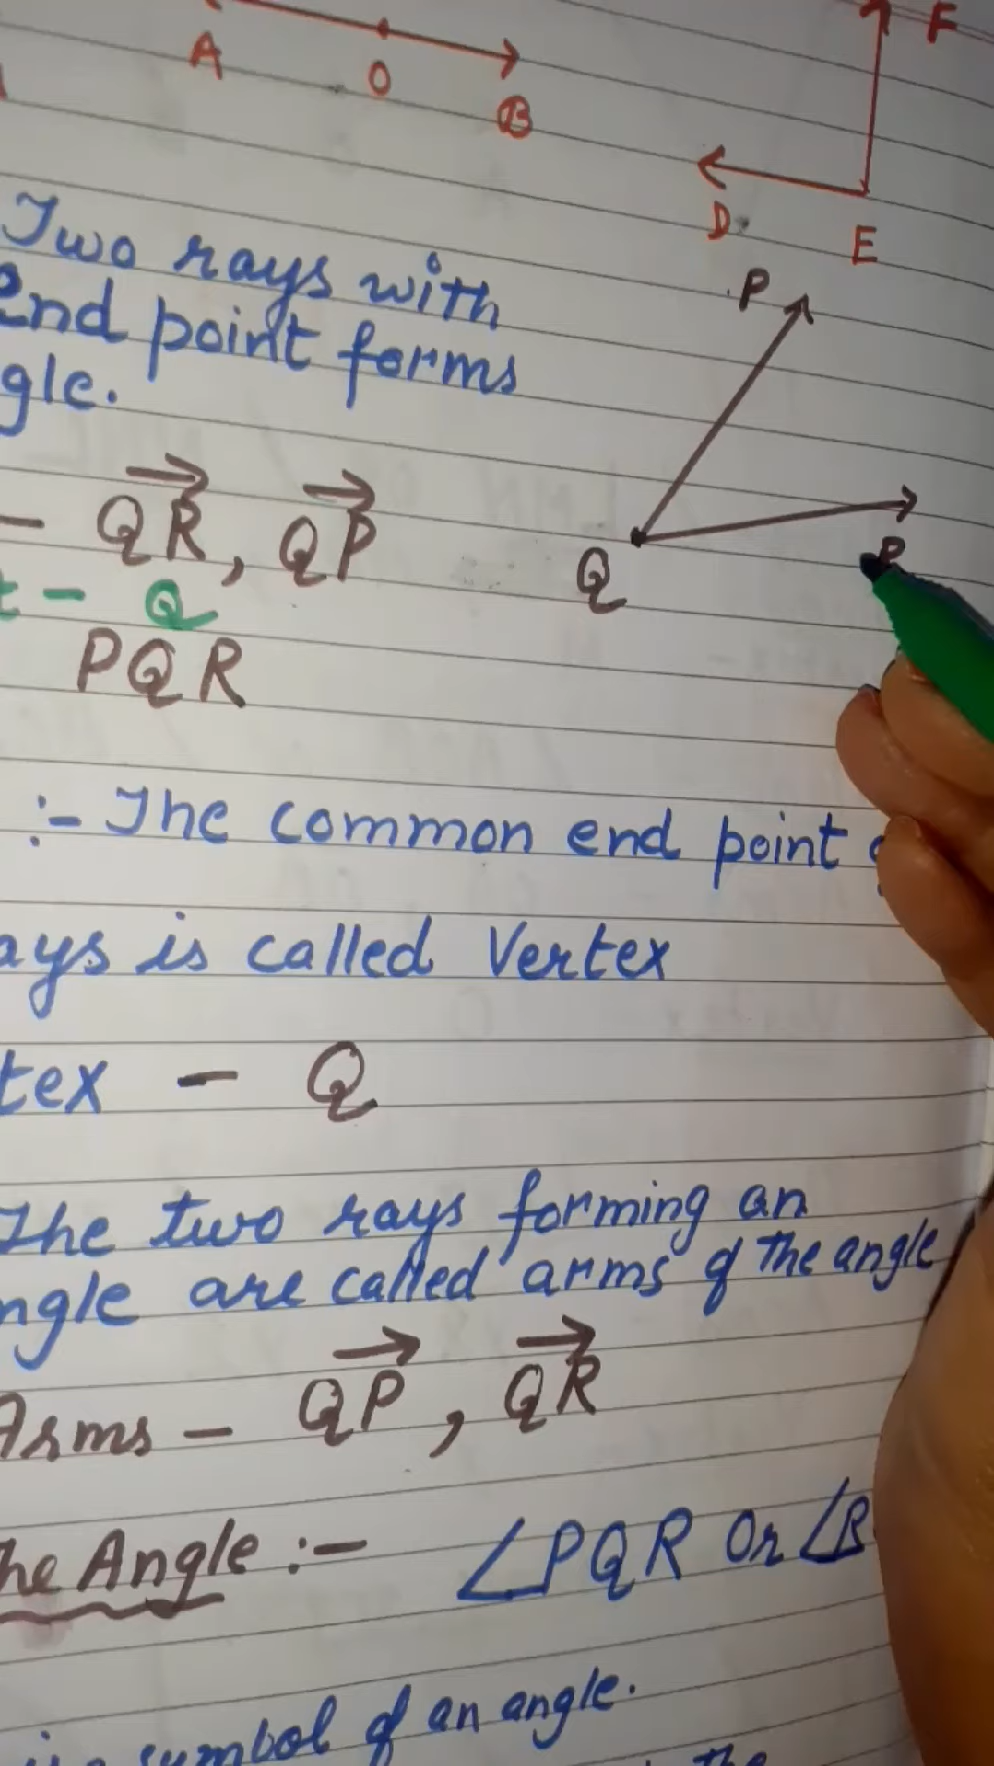 A O B
F
D E
Two rays with
end point forms
gle.
P
– QR, QP
Q
R
t – Q
PQR
:- The common end point
ays is called Vertex
tex – Q
The two rays forming an
ngle are called arms of the angle
Arms – QP, QR
he Angle :- ∠PQR Or ∠R
symbol of an angle.
the